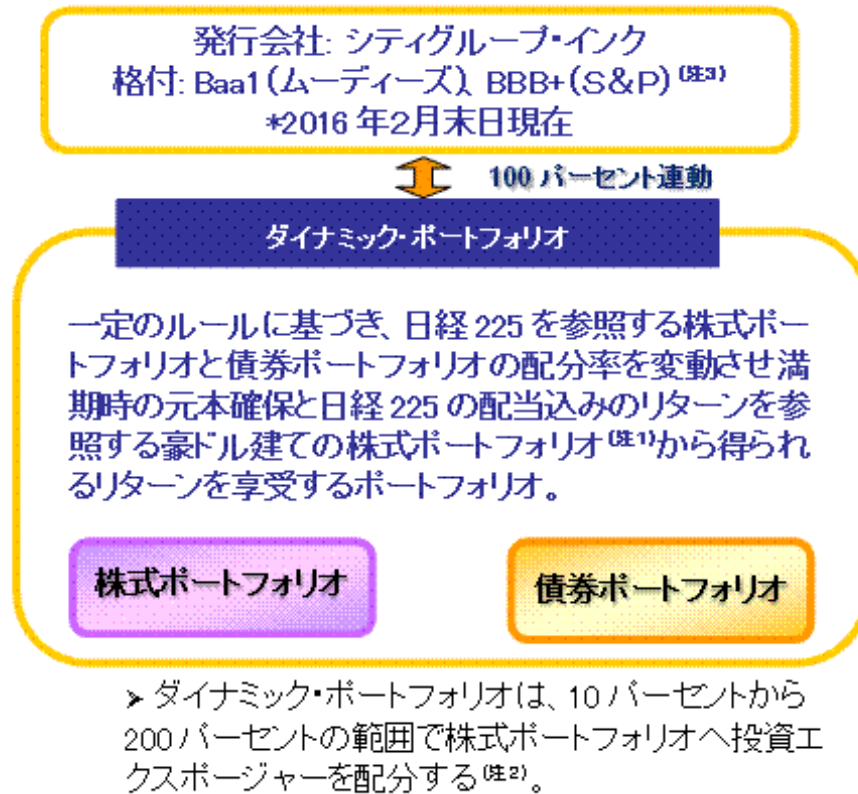 発行会社: シティグループ・インク
格付: Baa1(ムーディーズ)、BBB+(S&P)(注3)
*2016年2月末日現在
100パーセント連動
ダイナミック・ポートフォリオ
一定のルールに基づき、日経225を参照する株式ポー
トフォリオと債券ポートフォリオの配分率を変動させ満
期時の元本確保と日経225の配当込みのリターンを参
照する豪ドル建ての株式ポートフォリオ(注1)から得られ
るリターンを享受するポートフォリオ。
株式ポートフォリオ
債券ポートフォリオ
➤ ダイナミック・ポートフォリオは、10パーセントから
200パーセントの範囲で株式ポートフォリオへ投資エ
クスポージャーを配分する(注2)。